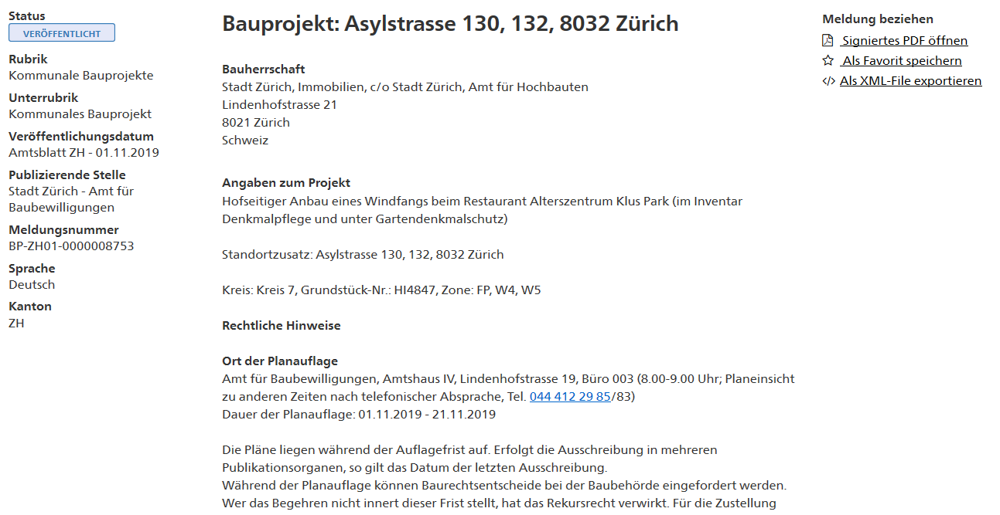 Status
VERÖFFENTLICHT
Rubrik
Kommunale Bauprojekte
Unterrubrik
Kommunales Bauprojekt
Veröffentlichungsdatum
Amtsblatt ZH - 01.11.2019
Publizierende Stelle
Stadt Zürich - Amt für
Baubewilligungen
Meldungsnummer
BP-ZH01-0000008753
Sprache
Deutsch
Kanton
ZH
Bauprojekt: Asylstrasse 130, 132, 8032 Zürich
Bauherrschaft
Stadt Zürich, Immobilien, c/o Stadt Zürich, Amt für Hochbauten
Lindenhofstrasse 21
8021 Zürich
Schweiz
Angaben zum Projekt
Hofseitiger Anbau eines Windfangs beim Restaurant Alterszentrum Klus Park (im Inventar
Denkmalpflege und unter Gartendenkmalschutz)
Standortzusatz: Asylstrasse 130, 132, 8032 Zürich
Kreis: Kreis 7, Grundstück-Nr.: HI4847, Zone: FP, W4, W5
Rechtliche Hinweise
Ort der Planauflage
Amt für Baubewilligungen, Amtshaus IV, Lindenhofstrasse 19, Büro 003 (8.00-9.00 Uhr; Planeinsicht
zu anderen Zeiten nach telefonischer Absprache, Tel. 044 412 29 85/83)
Dauer der Planauflage: 01.11.2019 - 21.11.2019
Die Pläne liegen während der Auflagefrist auf. Erfolgt die Ausschreibung in mehreren
Publikationsorganen, so gilt das Datum der letzten Ausschreibung.
Während der Planauflage können Baurechtsentscheide bei der Baubehörde eingefordert werden.
Wer das Begehren nicht innert dieser Frist stellt, hat das Rekursrecht verwirkt. Für die Zustellung
Meldung beziehen
Signiertes PDF öffnen
Als Favorit speichern
Als XML-File exportieren